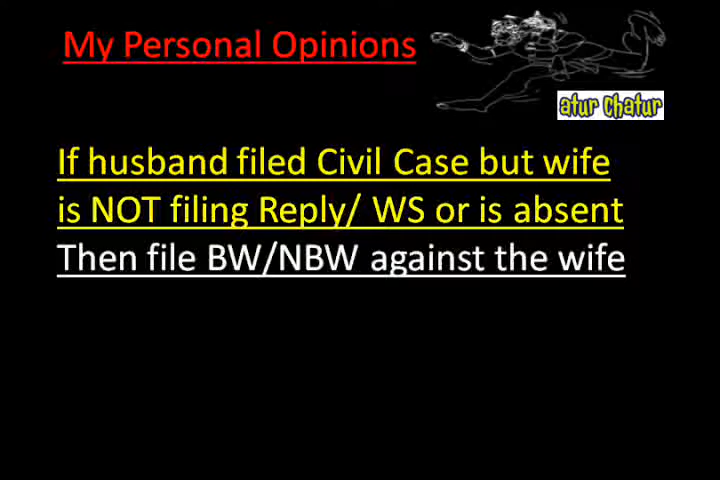 My Personal Opinions
atur chatur
If husband filed Civil Case but wife
is NOT filing Reply/ WS or is absent
Then file BW/NBW against the wife